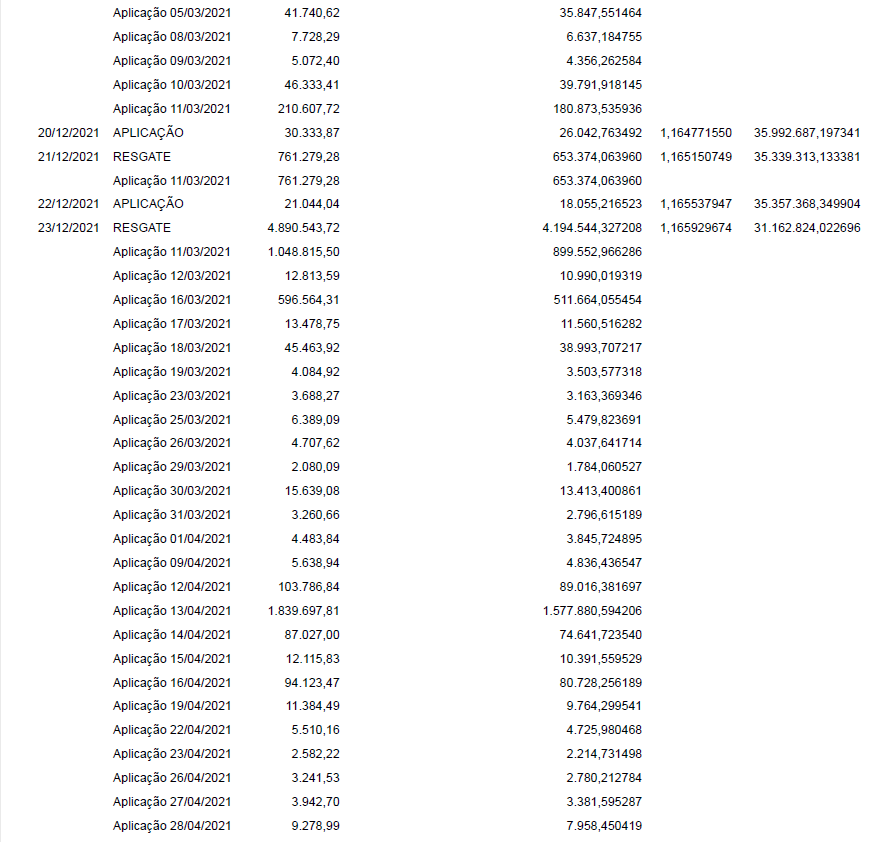 Aplicação 05/03/2021 41.740,62 35.847,551464
Aplicação 08/03/2021 7.728,29 6.637,184755
Aplicação 09/03/2021 5.072,40 4.356,262584
Aplicação 10/03/2021 46.333,41 39.791,918145
Aplicação 11/03/2021 210.607,72 180.873,535936
20/12/2021 APLICAÇÃO 30.333,87 26.042,763492 1,164771550 35.992.687,197341
21/12/2021 RESGATE 761.279,28 653.374,063960 1,165150749 35.339.313,133381
Aplicação 11/03/2021 761.279,28 653.374,063960
22/12/2021 APLICAÇÃO 21.044,04 18.055,216523 1,165537947 35.357.368,349904
23/12/2021 RESGATE 4.890.543,72 4.194.544,327208 1,165929674 31.162.824,022696
Aplicação 11/03/2021 1.048.815,50 899.552,966286
Aplicação 12/03/2021 12.813,59 10.990,019319
Aplicação 16/03/2021 596.564,31 511.664,055454
Aplicação 17/03/2021 13.478,75 11.560,516282
Aplicação 18/03/2021 45.463,92 38.993,707217
Aplicação 19/03/2021 4.084,92 3.503,577318
Aplicação 23/03/2021 3.688,27 3.163,369346
Aplicação 25/03/2021 6.389,09 5.479,823691
Aplicação 26/03/2021 4.707,62 4.037,641714
Aplicação 29/03/2021 2.080,09 1.784,060527
Aplicação 30/03/2021 15.639,08 13.413,400861
Aplicação 31/03/2021 3.260,66 2.796,615189
Aplicação 01/04/2021 4.483,84 3.845,724895
Aplicação 09/04/2021 5.638,94 4.836,436547
Aplicação 12/04/2021 103.786,84 89.016,381697
Aplicação 13/04/2021 1.839.697,81 1.577.880,594206
Aplicação 14/04/2021 87.027,00 74.641,723540
Aplicação 15/04/2021 12.115,83 10.391,559529
Aplicação 16/04/2021 94.123,47 80.728,256189
Aplicação 19/04/2021 11.384,49 9.764,299541
Aplicação 22/04/2021 5.510,16 4.725,980468
Aplicação 23/04/2021 2.582,22 2.214,731498
Aplicação 26/04/2021 3.241,53 2.780,212784
Aplicação 27/04/2021 3.942,70 3.381,595287
Aplicação 28/04/2021 9.278,99 7.958,450419